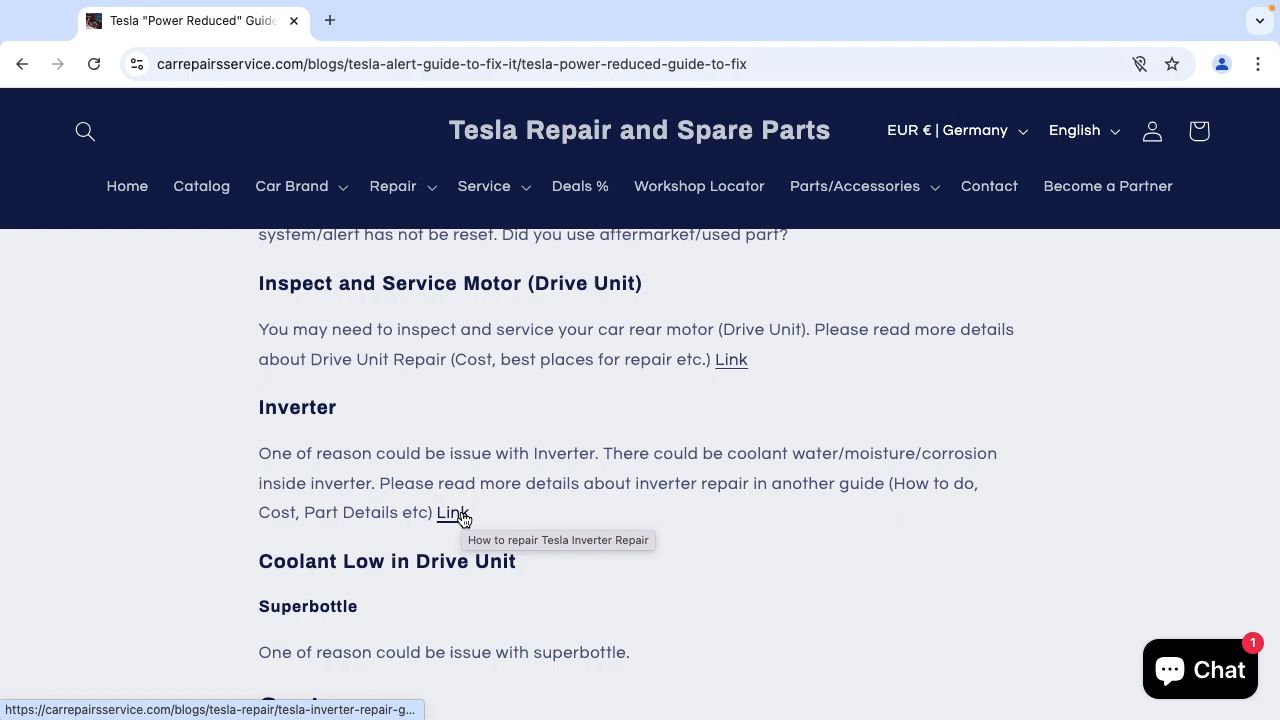 Tesla "Power Reduced" Guide
carrepairsservice.com/blogs/tesla-alert-guide-to-fix-it/tesla-power-reduced-guide-to-fix
Tesla Repair and Spare Parts
EUR € | Germany
English
Home
Catalog
Car Brand
Repair
Service
Deals %
Workshop Locator
Parts/Accessories
Contact
Become a Partner
system/alert has not be reset. Did you use aftermarket/used part?
Inspect and Service Motor (Drive Unit)
You may need to inspect and service your car rear motor (Drive Unit). Please read more details
about Drive Unit Repair (Cost, best places for repair etc.) Link
Inverter
One of reason could be issue with Inverter. There could be coolant water/moisture/corrosion
inside inverter. Please read more details about inverter repair in another guide (How to do,
Cost, Part Details etc) Link
How to repair Tesla Inverter Repair
Coolant Low in Drive Unit
Superbottle
One of reason could be issue with superbottle.
1
Chat
https://carrepairsservice.com/blogs/tesla-repair/tesla-inverter-repair-g...